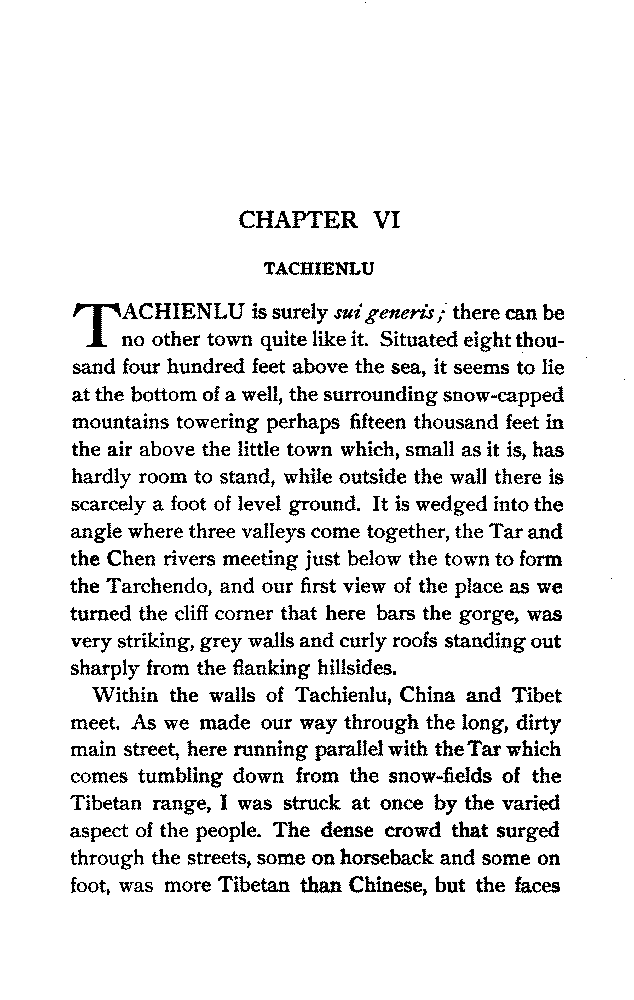 CHAPTER VI
TACHIENLU
TACHIENLU is surely sui generis; there can be
no other town quite like it. Situated eight thou-
sand four hundred feet above the sea, it seems to lie
at the bottom of a well, the surrounding snow-capped
mountains towering perhaps fifteen thousand feet in
the air above the little town which, small as it is, has
hardly room to stand, while outside the wall there is
scarcely a foot of level ground. It is wedged into the
angle where three valleys come together, the Tar and
the Chen rivers meeting just below the town to form
the Tarchendo, and our first view of the place as we
turned the cliff corner that here bars the gorge, was
very striking, grey walls and curly roofs standing out
sharply from the flanking hillsides.
Within the walls of Tachienlu, China and Tibet
meet. As we made our way through the long, dirty
main street, here running parallel with the Tar which
comes tumbling down from the snow-fields of the
Tibetan range, I was struck at once by the varied
aspect of the people. The dense crowd that surged
through the streets, some on horseback and some on
foot, was more Tibetan than Chinese, but the faces